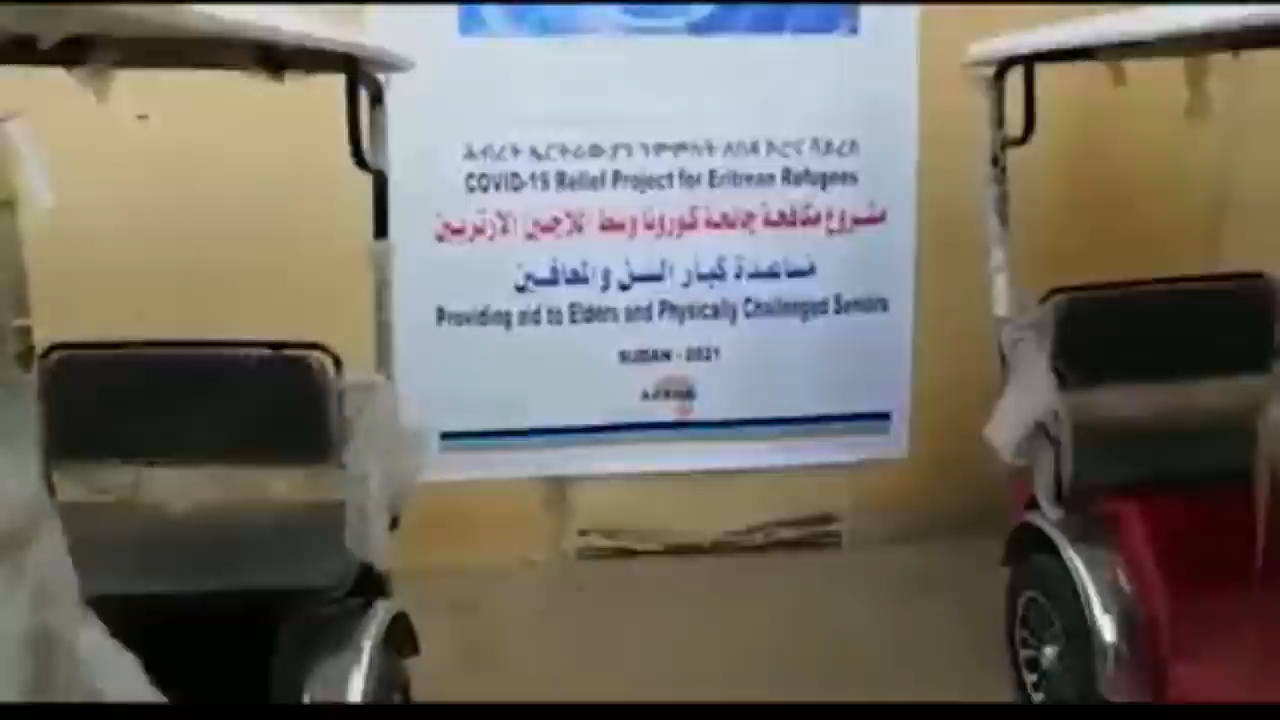 COVID-19 Relief Project for Eritrean Refugees
مشروع مكافحة جائحة كورونا وسط اللاجئين الارتريين
مساعدة كبار السن والمعاقين
Providing aid to Elders and Physically Challenged Seniors
SUDAN - 2021